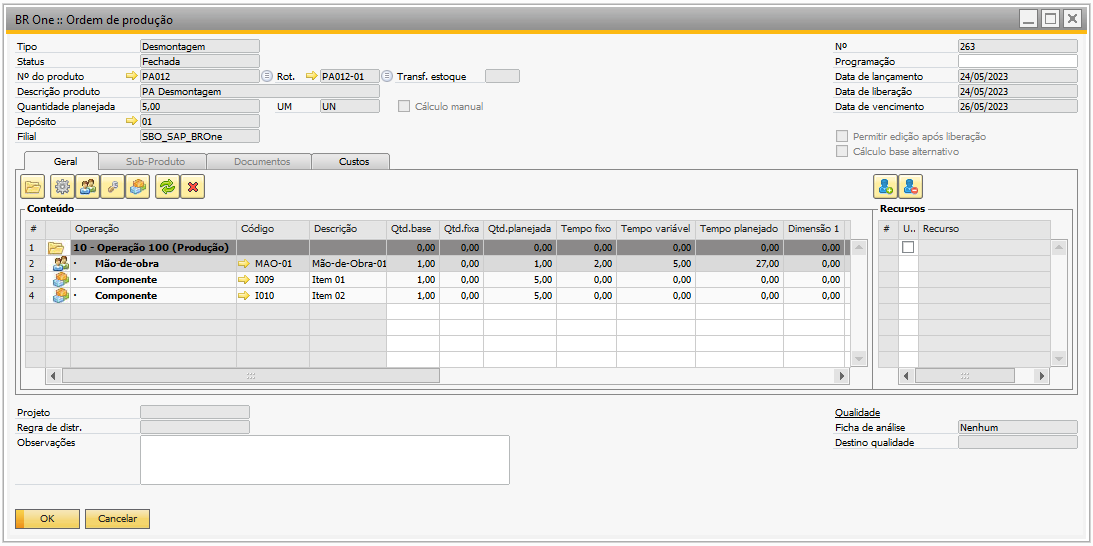 BR One :: Ordem de produção
Tipo Desmontagem Nº 263
Status Fechada Programação
Nº do produto PA012 Rot. PA012-01 Transf. estoque Data de lançamento 24/05/2023
Descrição produto PA Desmontagem Data de liberação 24/05/2023
Quantidade planejada 5,00 UM UN Cálculo manual Data de vencimento 26/05/2023
Depósito 01
Filial SBO_SAP_BROne Permitir edição após liberação
Cálculo base alternativo
Geral Sub-Produto Documentos Custos
Conteúdo Recursos
# Operação Código Descrição Qtd.base Qtd.fixa Qtd.planejada Tempo fixo Tempo variável Tempo planejado Dimensão 1 # U.. Recurso
1 10 - Operação 100 (Produção) 0,00 0,00 0,00 0,00 0,00 0,00 0,00
2 · Mão-de-obra MAO-01 Mão-de-Obra-01 1,00 0,00 1,00 2,00 5,00 27,00 0,00
3 · Componente I009 Item 01 1,00 0,00 5,00 0,00 0,00 0,00 0,00
4 · Componente I010 Item 02 1,00 0,00 5,00 0,00 0,00 0,00 0,00
Projeto Qualidade
Regra de distr. Ficha de análise Nenhum
Observações Destino qualidade
OK Cancelar